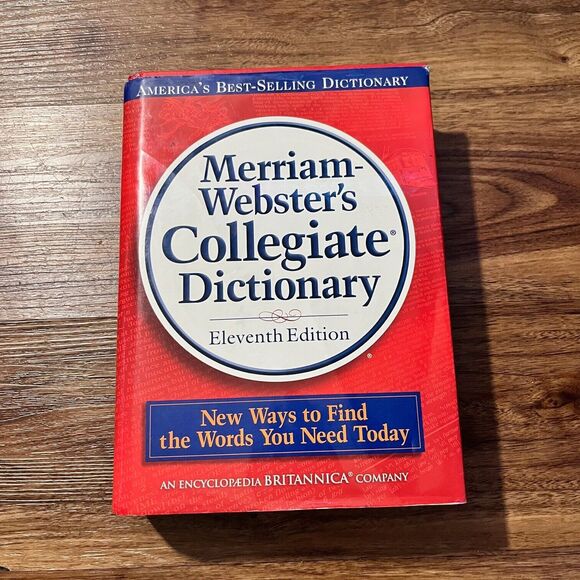 AMERICA'S BEST-SELLING DICTIONARY
Merriam-
Webster's
Collegiate®
Dictionary
Eleventh Edition
®
New Ways to Find
the Words You Need Today
AN ENCYCLOPÆDIA BRITANNICA® COMPANY